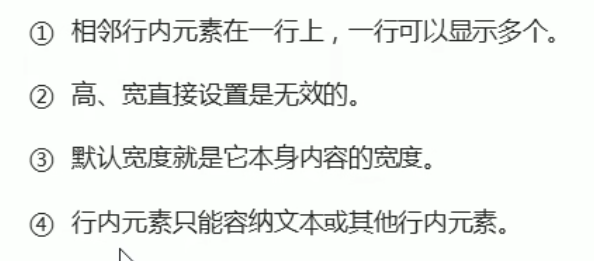 ① 相邻行内元素在一行上，一行可以显示多个。
② 高、宽直接设置是无效的。
③ 默认宽度就是它本身内容的宽度。
④ 行内元素只能容纳文本或其他行内元素。